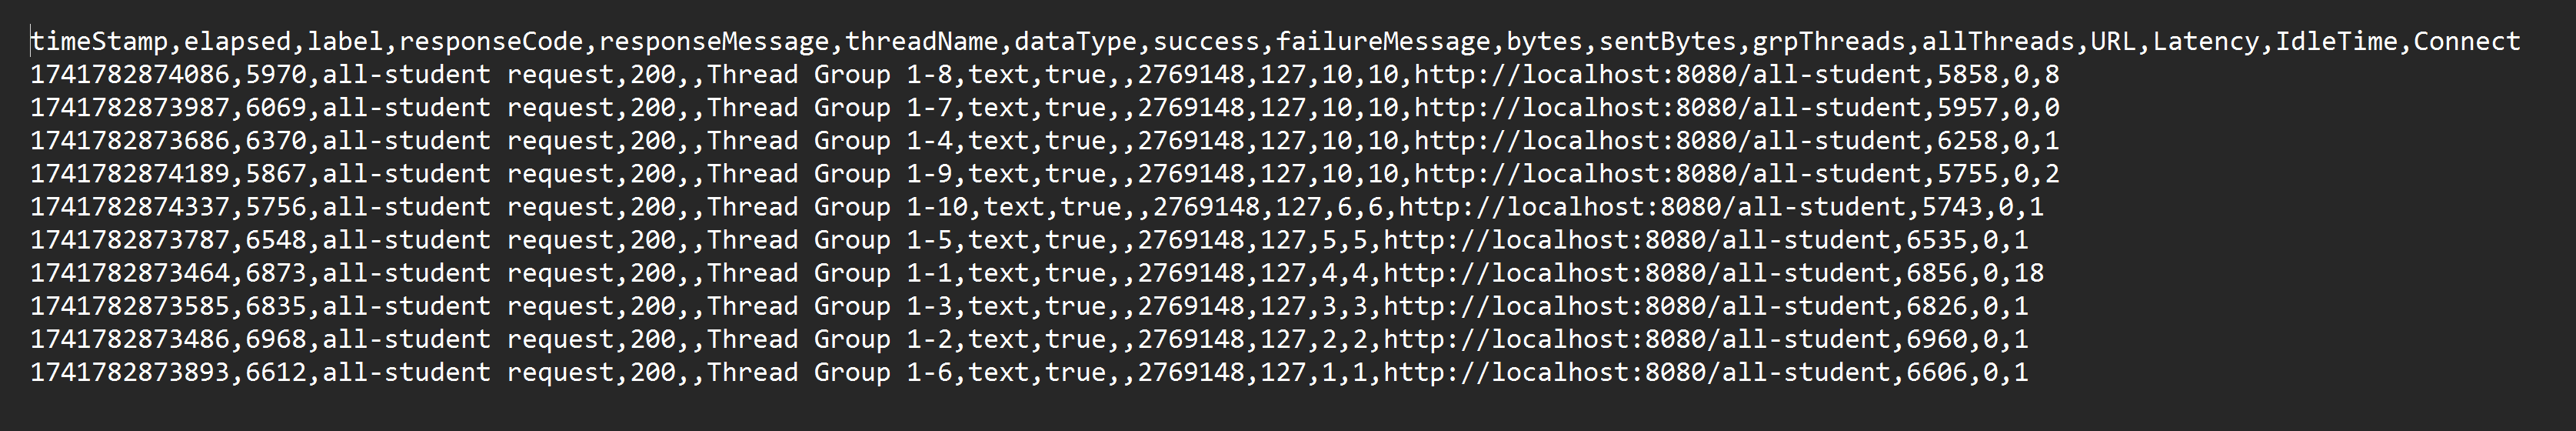 timeStamp,elapsed,label,responseCode,responseMessage,threadName,dataType,success,failureMessage,bytes,sentBytes,grpThreads,allThreads,URL,Latency,IdleTime,Connect
1741782874086,5970,all-student request,200,,Thread Group 1-8,text,true,,2769148,127,10,10,http://localhost:8080/all-student,5858,0,8
1741782873987,6069,all-student request,200,,Thread Group 1-7,text,true,,2769148,127,10,10,http://localhost:8080/all-student,5957,0,0
1741782873686,6370,all-student request,200,,Thread Group 1-4,text,true,,2769148,127,10,10,http://localhost:8080/all-student,6258,0,1
1741782874189,5867,all-student request,200,,Thread Group 1-9,text,true,,2769148,127,10,10,http://localhost:8080/all-student,5755,0,2
1741782874337,5756,all-student request,200,,Thread Group 1-10,text,true,,2769148,127,6,6,http://localhost:8080/all-student,5743,0,1
1741782873787,6548,all-student request,200,,Thread Group 1-5,text,true,,2769148,127,5,5,http://localhost:8080/all-student,6535,0,1
1741782873464,6873,all-student request,200,,Thread Group 1-1,text,true,,2769148,127,4,4,http://localhost:8080/all-student,6856,0,18
1741782873585,6835,all-student request,200,,Thread Group 1-3,text,true,,2769148,127,3,3,http://localhost:8080/all-student,6826,0,1
1741782873486,6968,all-student request,200,,Thread Group 1-2,text,true,,2769148,127,2,2,http://localhost:8080/all-student,6960,0,1
1741782873893,6612,all-student request,200,,Thread Group 1-6,text,true,,2769148,127,1,1,http://localhost:8080/all-student,6606,0,1